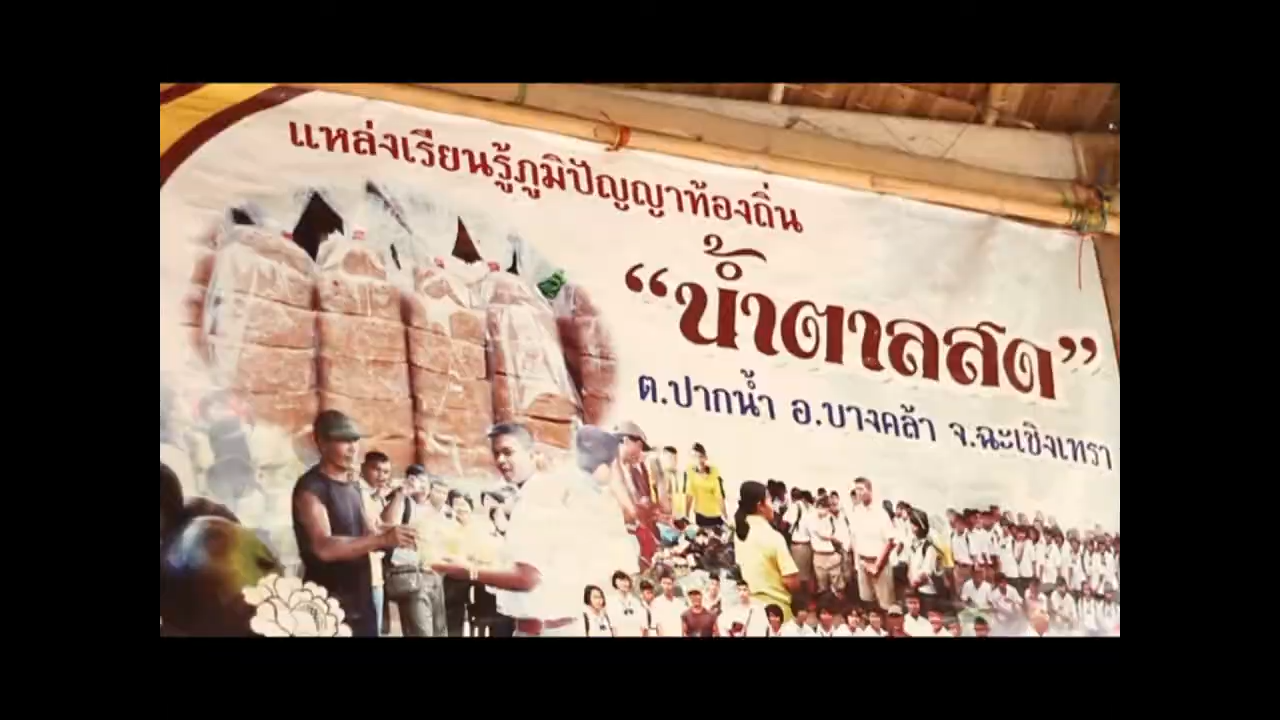 แหล่งเรียนรู้ภูมิปัญญาท้องถิ่น
“น้ำตาลสด”
ต.ปากน้ำ อ.บางคล้า จ.ฉะเชิงเทรา